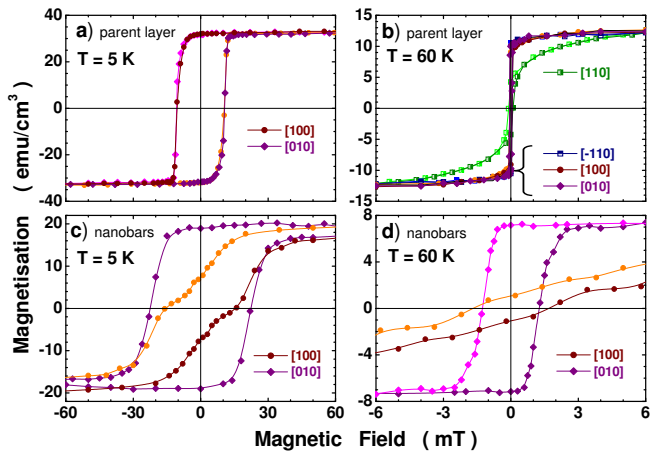 a) parent layer
T = 5 K
[100]
[010]
40
20
0
-20
-40
b) parent layer
T = 60 K
[110]
[-110]
[100]
[010]
15
10
5
0
-5
-10
-15
c) nanobars
T = 5 K
[100]
[010]
20
10
0
-10
-20
-60 -30 0 30 60
d) nanobars
T = 60 K
[100]
[010]
8
4
0
-4
-8
-6 -3 0 3 6
Magnetisation ( emu/cm³ )
Magnetic Field ( mT )